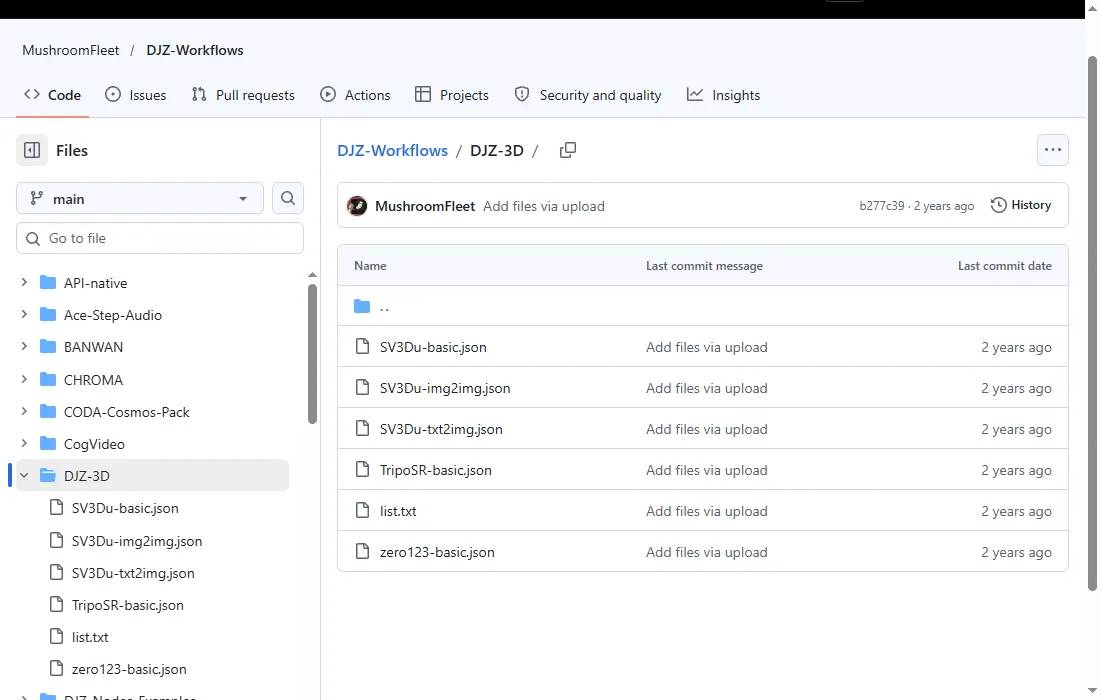 MushroomFleet / DJZ-Workflows
Code Issues Pull requests Actions Projects Security and quality Insights
Files
main
Go to file
API-native
Ace-Step-Audio
BANWAN
CHROMA
CODA-Cosmos-Pack
CogVideo
DJZ-3D
SV3Du-basic.json
SV3Du-img2img.json
SV3Du-txt2img.json
TripoSR-basic.json
list.txt
zero123-basic.json
DJZ-Nodes-Examples
DJZ-Workflows / DJZ-3D /
MushroomFleet Add files via upload b277c39 · 2 years ago History
Name Last commit message Last commit date
..
SV3Du-basic.json Add files via upload 2 years ago
SV3Du-img2img.json Add files via upload 2 years ago
SV3Du-txt2img.json Add files via upload 2 years ago
TripoSR-basic.json Add files via upload 2 years ago
list.txt Add files via upload 2 years ago
zero123-basic.json Add files via upload 2 years ago